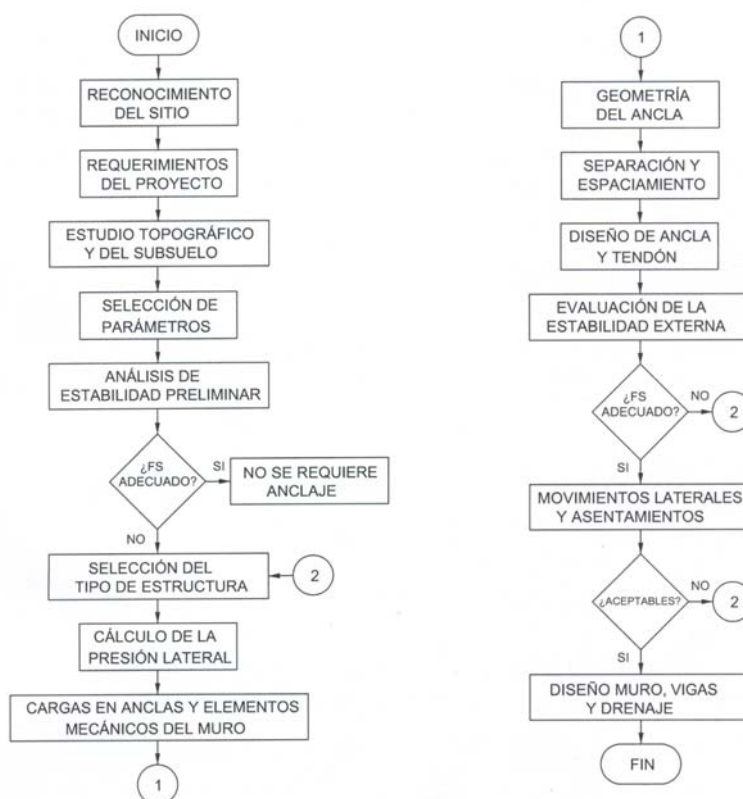 INICIO
RECONOCIMIENTO
DEL SITIO
REQUERIMIENTOS
DEL PROYECTO
ESTUDIO TOPOGRÁFICO
Y DEL SUBSUELO
SELECCIÓN DE
PARÁMETROS
ANÁLISIS DE
ESTABILIDAD PRELIMINAR
¿FS
ADECUADO?
SI
NO SE REQUIERE
ANCLAJE
NO
SELECCIÓN DEL
TIPO DE ESTRUCTURA
2
CÁLCULO DE LA
PRESIÓN LATERAL
CARGAS EN ANCLAS Y ELEMENTOS
MECÁNICOS DEL MURO
1
1
GEOMETRÍA
DEL ANCLA
SEPARACIÓN Y
ESPACIAMIENTO
DISEÑO DE ANCLA
Y TENDÓN
EVALUACIÓN DE LA
ESTABILIDAD EXTERNA
¿FS
ADECUADO?
NO
2
SI
MOVIMIENTOS LATERALES
Y ASENTAMIENTOS
¿ACEPTABLES?
NO
2
SI
DISEÑO MURO, VIGAS
Y DRENAJE
FIN